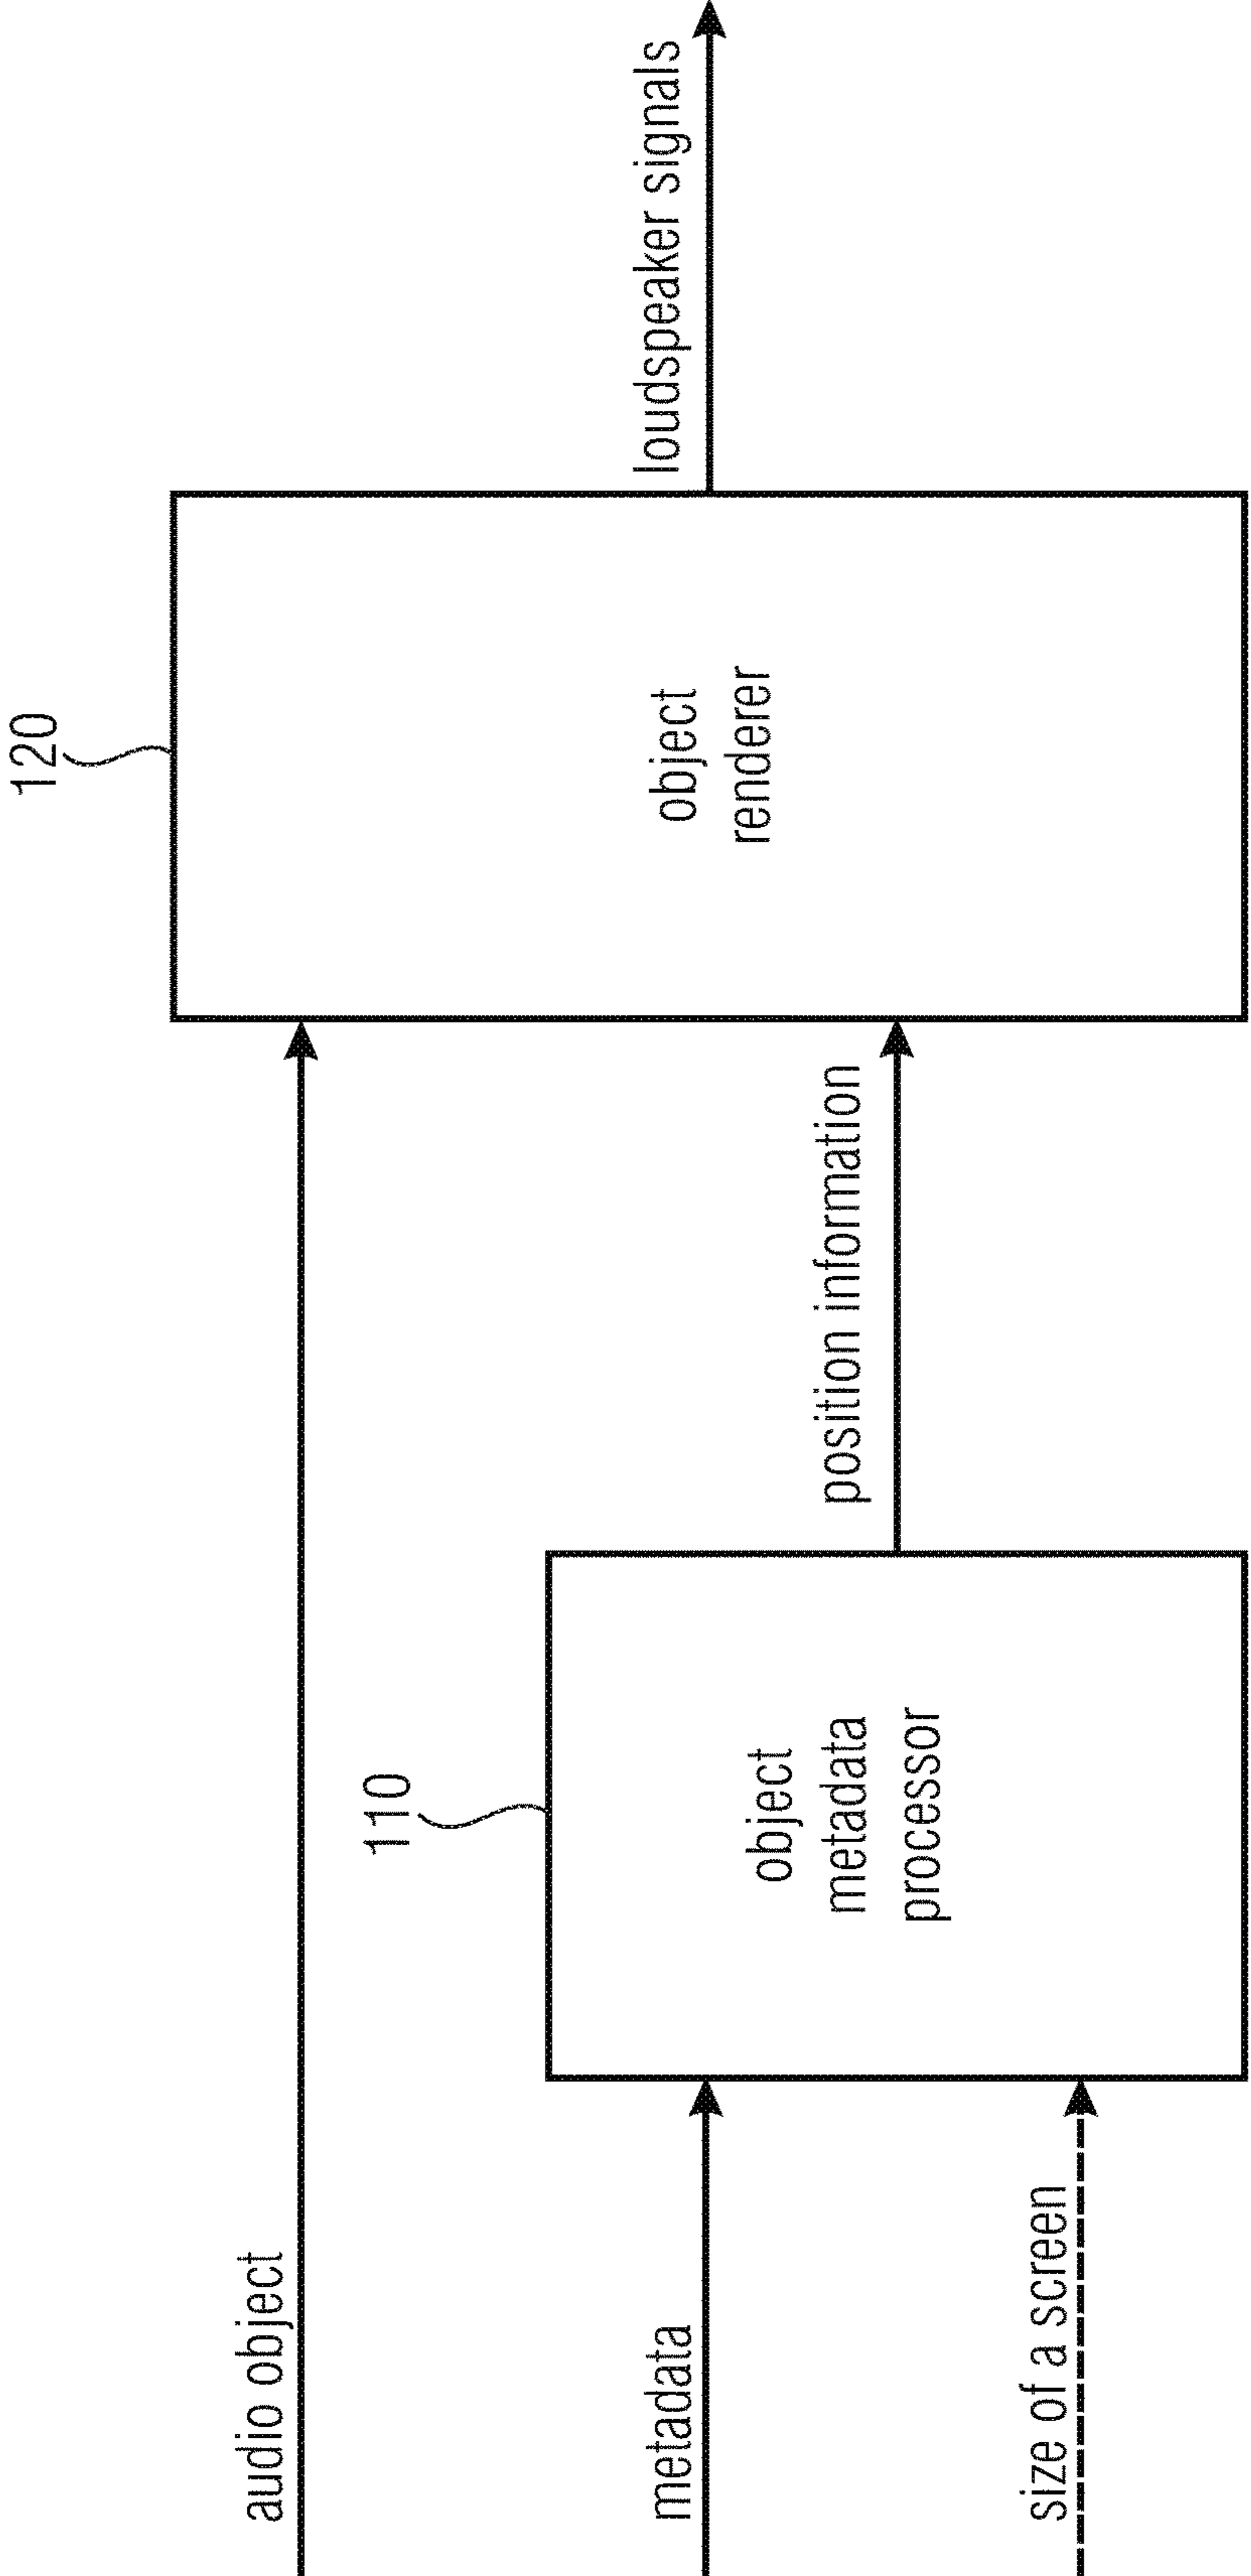 audio object
metadata
size of a screen
110
object
metadata
processor
position information
120
object
renderer
loudspeaker signals